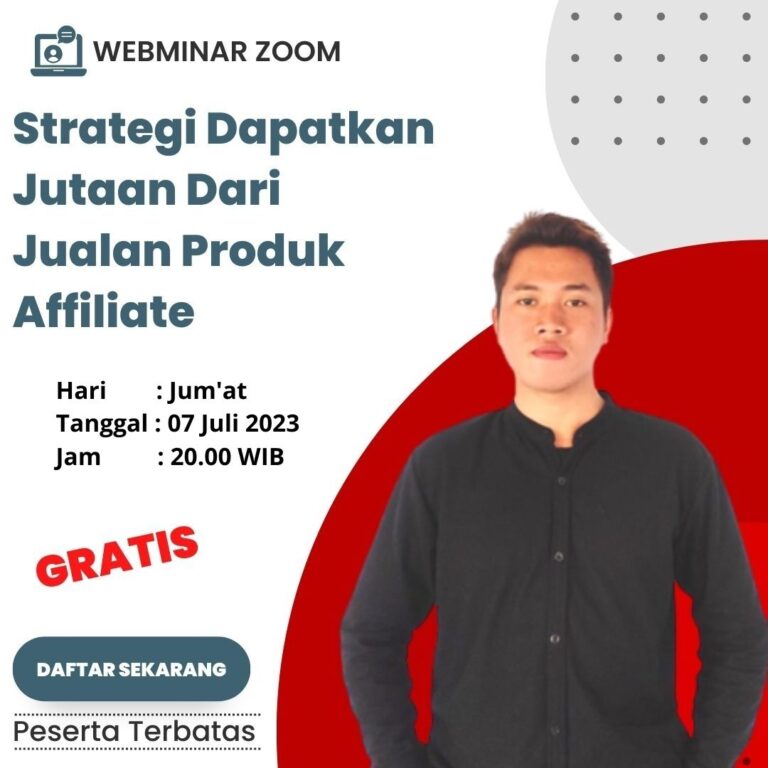 WEBMINAR ZOOM
Strategi Dapatkan
Jutaan Dari
Jualan Produk
Affiliate
Hari : Jum'at
Tanggal : 07 Juli 2023
Jam : 20.00 WIB
GRATIS
DAFTAR SEKARANG
Peserta Terbatas